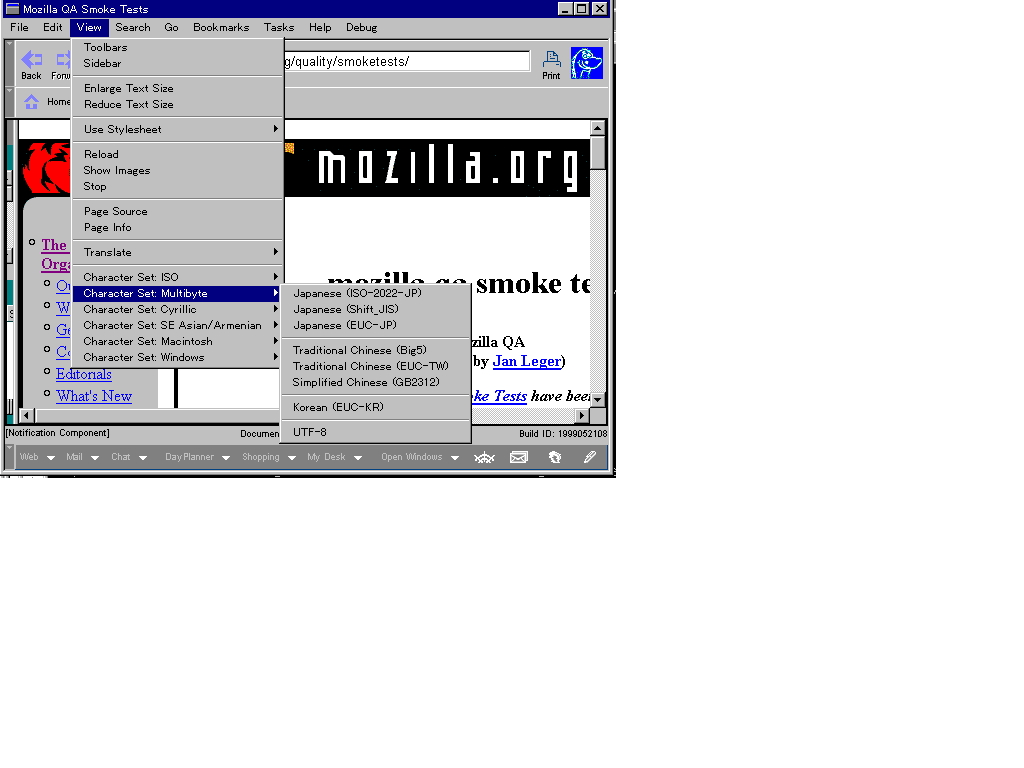 Mozilla QA Smoke Tests
File Edit View Search Go Bookmarks Tasks Help Debug
Back
g/quality/smoketests/
Print
Home
Toolbars
Sidebar
Enlarge Text Size
Reduce Text Size
Use Stylesheet
Reload
Show Images
Stop
Page Source
Page Info
Translate
Character Set: ISO
Character Set: Multibyte
Character Set: Cyrillic
Character Set: SE Asian/Armenian
Character Set: Macintosh
Character Set: Windows
Japanese (ISO-2022-JP)
Japanese (Shift_JIS)
Japanese (EUC-JP)
Traditional Chinese (Big5)
Traditional Chinese (EUC-TW)
Simplified Chinese (GB2312)
Korean (EUC-KR)
UTF-8
mozilla.org
The
Editorials
What's New
mozilla qa smoke te
zilla QA
by Jan Leger)
ke Tests have been
[Notification Component]
Documen
Build ID: 1999052108
Web Mail Chat Day Planner Shopping My Desk Open Windows